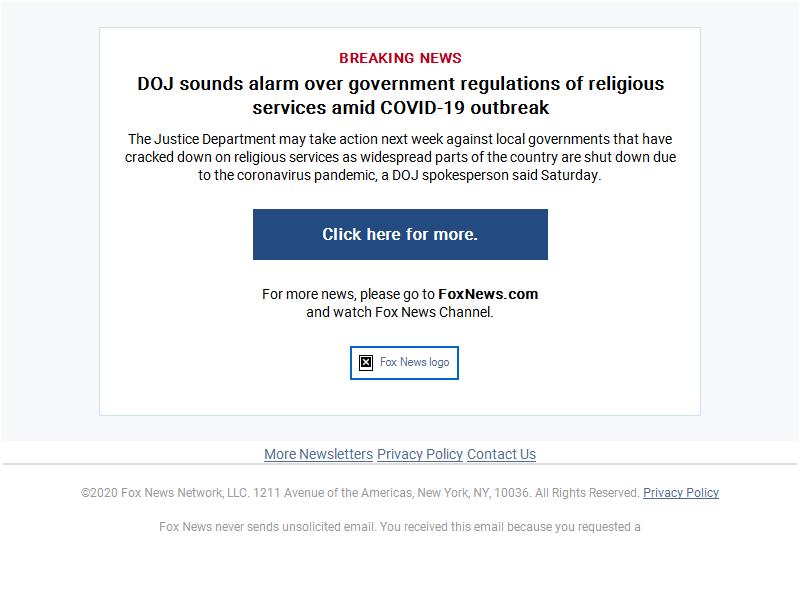 BREAKING NEWS
DOJ sounds alarm over government regulations of religious
services amid COVID-19 outbreak
The Justice Department may take action next week against local governments that have
cracked down on religious services as widespread parts of the country are shut down due
to the coronavirus pandemic, a DOJ spokesperson said Saturday.
Click here for more.
For more news, please go to FoxNews.com
and watch Fox News Channel.
Fox News logo
More Newsletters Privacy Policy Contact Us
©2020 Fox News Network, LLC. 1211 Avenue of the Americas, New York, NY, 10036. All Rights Reserved. Privacy Policy
Fox News never sends unsolicited email. You received this email because you requested a